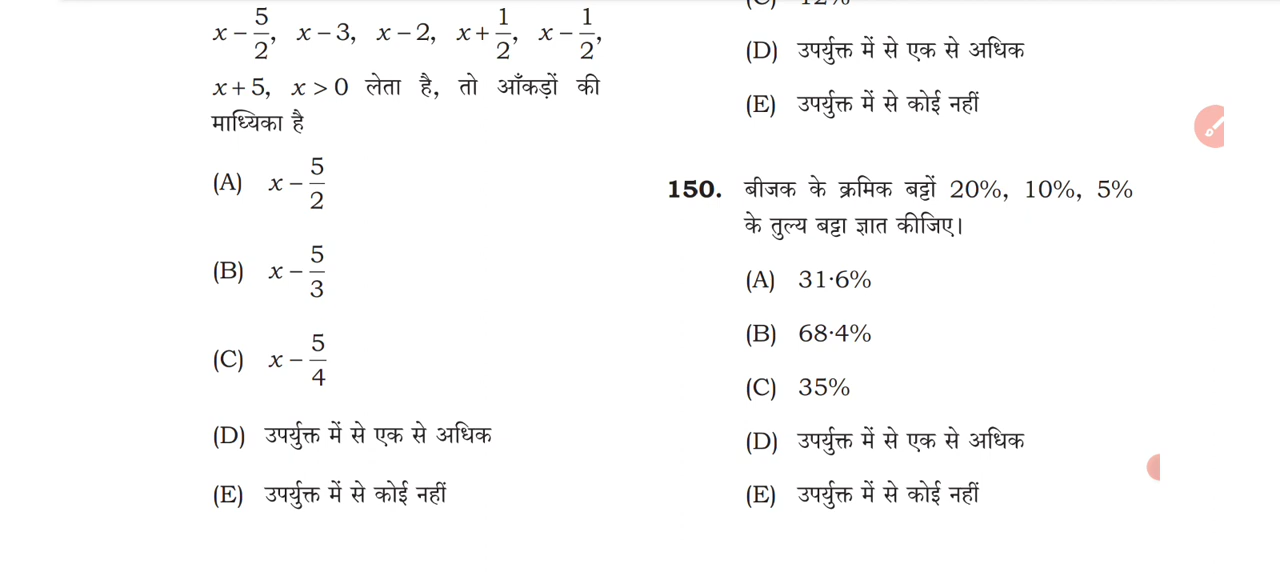 x − 5/2, x − 3, x − 2, x + 1/2, x − 1/2,
x + 5, x > 0 लेता है, तो आँकड़ों की
माध्यिका है
(A) x − 5/2
(B) x − 5/3
(C) x − 5/4
(D) उपर्युक्त में से एक से अधिक
(E) उपर्युक्त में से कोई नहीं
(D) उपर्युक्त में से एक से अधिक
(E) उपर्युक्त में से कोई नहीं
150. बीजक के क्रमिक बट्टों 20%, 10%, 5%
के तुल्य बट्टा ज्ञात कीजिए।
(A) 31·6%
(B) 68·4%
(C) 35%
(D) उपर्युक्त में से एक से अधिक
(E) उपर्युक्त में से कोई नहीं